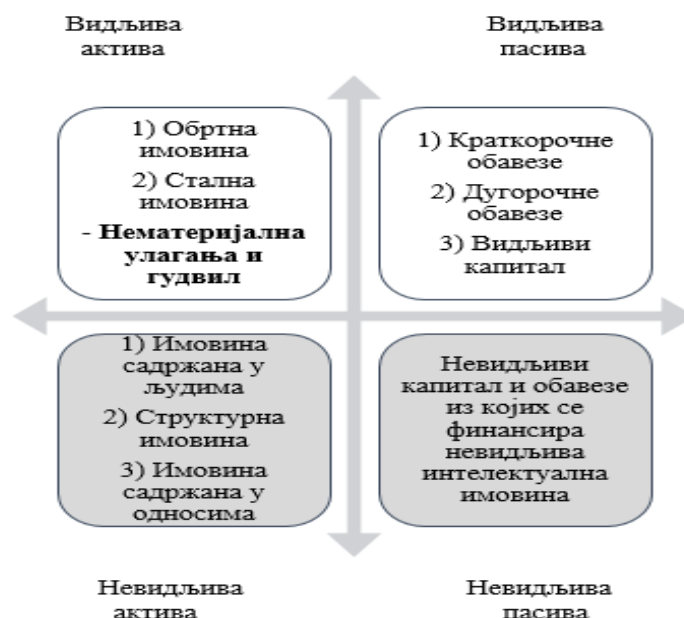 Видљива
актива
Видљива
пасива
1) Обртна
имовина
2) Стална
имовина
- Нематеријална
улагања и
гудвил
1) Краткорочне
обавезе
2) Дугорочне
обавезе
3) Видљиви
капитал
1) Имовина
садржана у
људима
2) Структурна
имовина
3) Имовина
садржана у
односима
Невидљиви
капитал и обавезе
из којих се
финансира
невидљива
интелектуална
имовина
Невидљива
актива
Невидљива
пасива